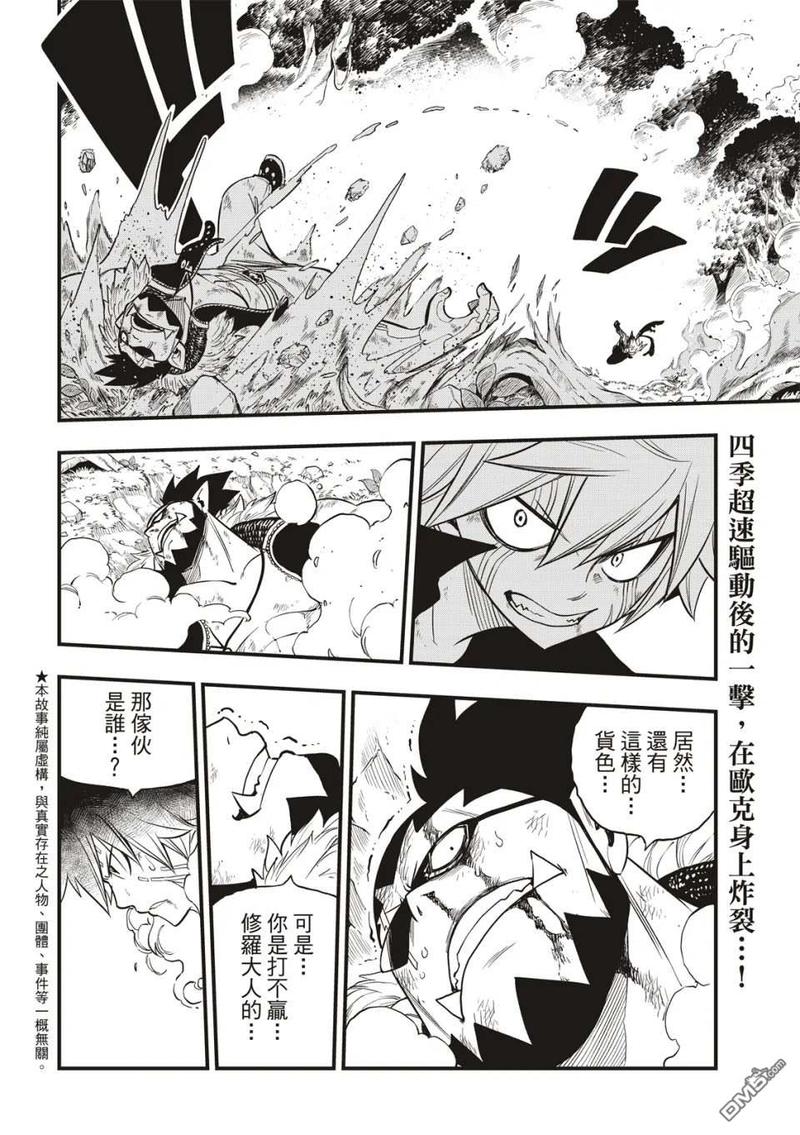 四季超速驅動後的一擊，在歐克身上炸裂…！
居然…
還有
這樣的…
貨色…
可是…
你是打不贏
修羅大人的…
那傢伙
是誰…？
★本故事純屬虛構，與真實存在之人物、團體、事件等一概無關。
DM5.com